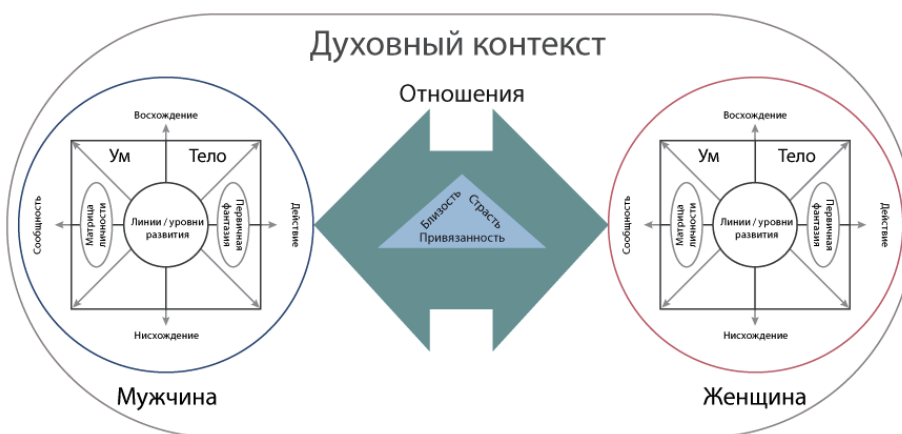 Духовный контекст
Отношения
Восхождение
Ум
Тело
Сообщность
Матрица
личности
Линии / уровни
развития
Первичная
фантазия
Действие
Нисхождение
Мужчина
Близость
Страсть
Привязанность
Восхождение
Ум
Тело
Сообщность
Матрица
личности
Линии / уровни
развития
Первичная
фантазия
Действие
Нисхождение
Женщина